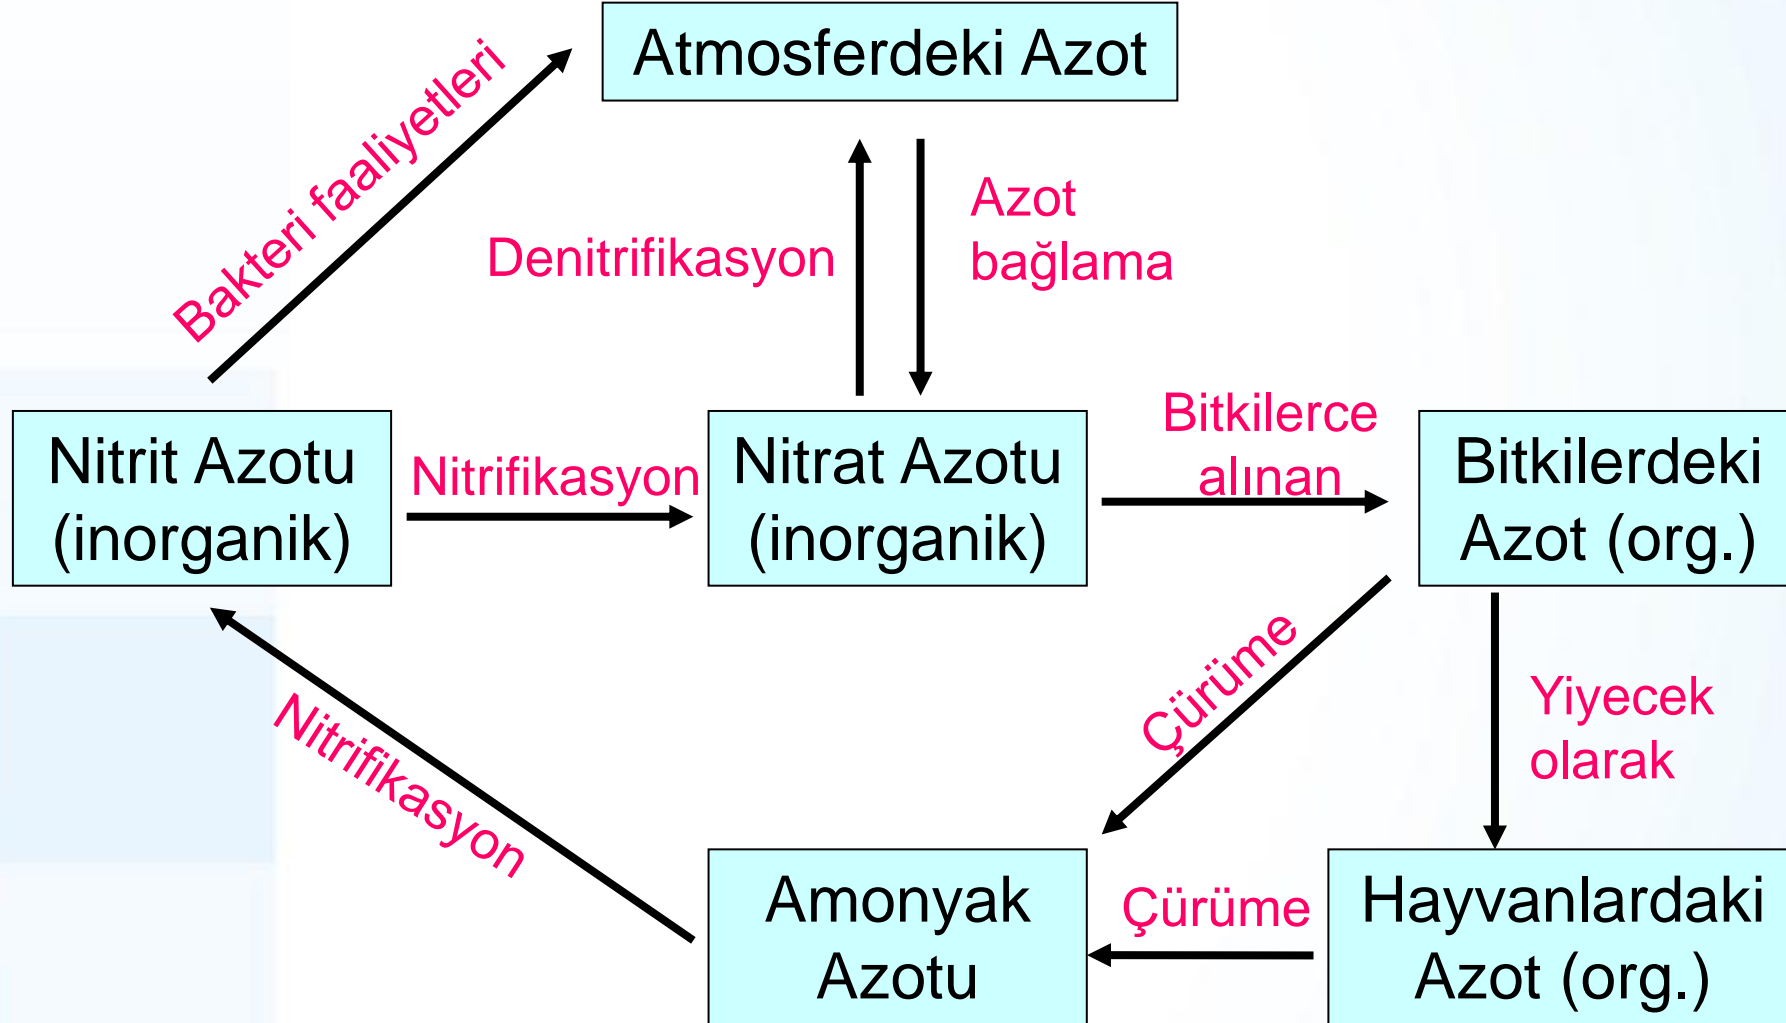 Atmosferdeki Azot
Bakteri faaliyetleri
Denitrifikasyon
Azot
bağlama
Nitrit Azotu
(inorganik)
Nitrifikasyon
Nitrat Azotu
(inorganik)
Bitkilerce
alınan
Bitkilerdeki
Azot (org.)
Çürüme
Yiyecek
olarak
Nitrifikasyon
Amonyak
Azotu
Çürüme
Hayvanlardaki
Azot (org.)